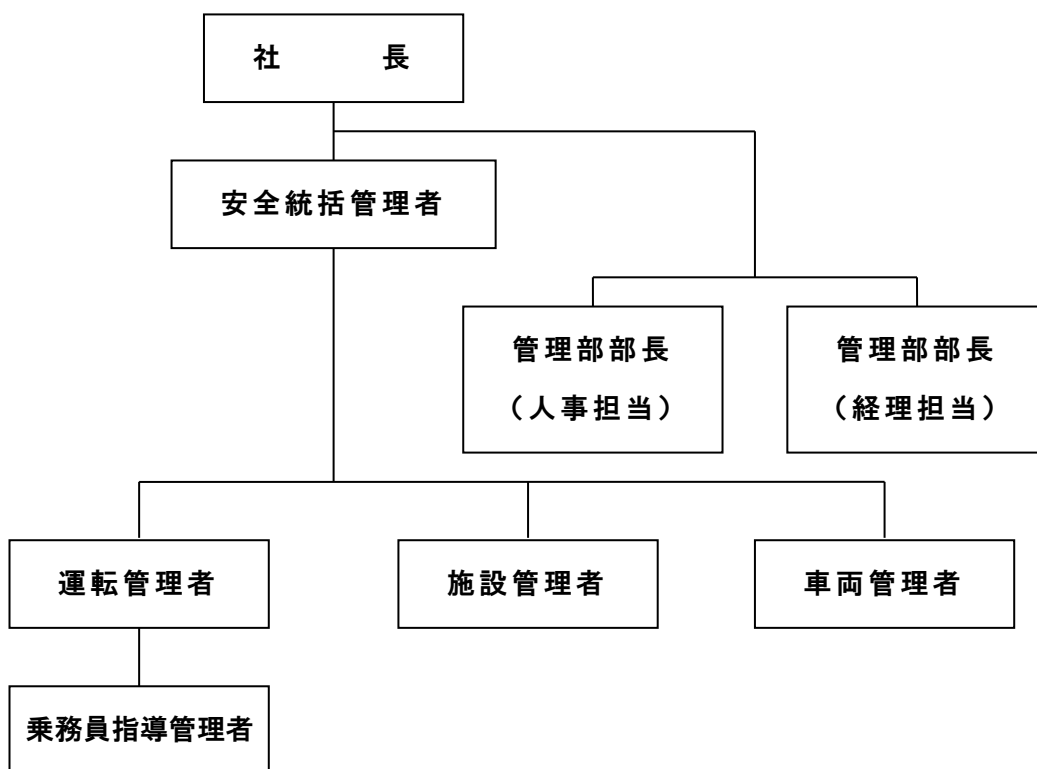 社　　長
安全統括管理者
管理部部長
（人事担当）
管理部部長
（経理担当）
運転管理者
施設管理者
車両管理者
乗務員指導管理者